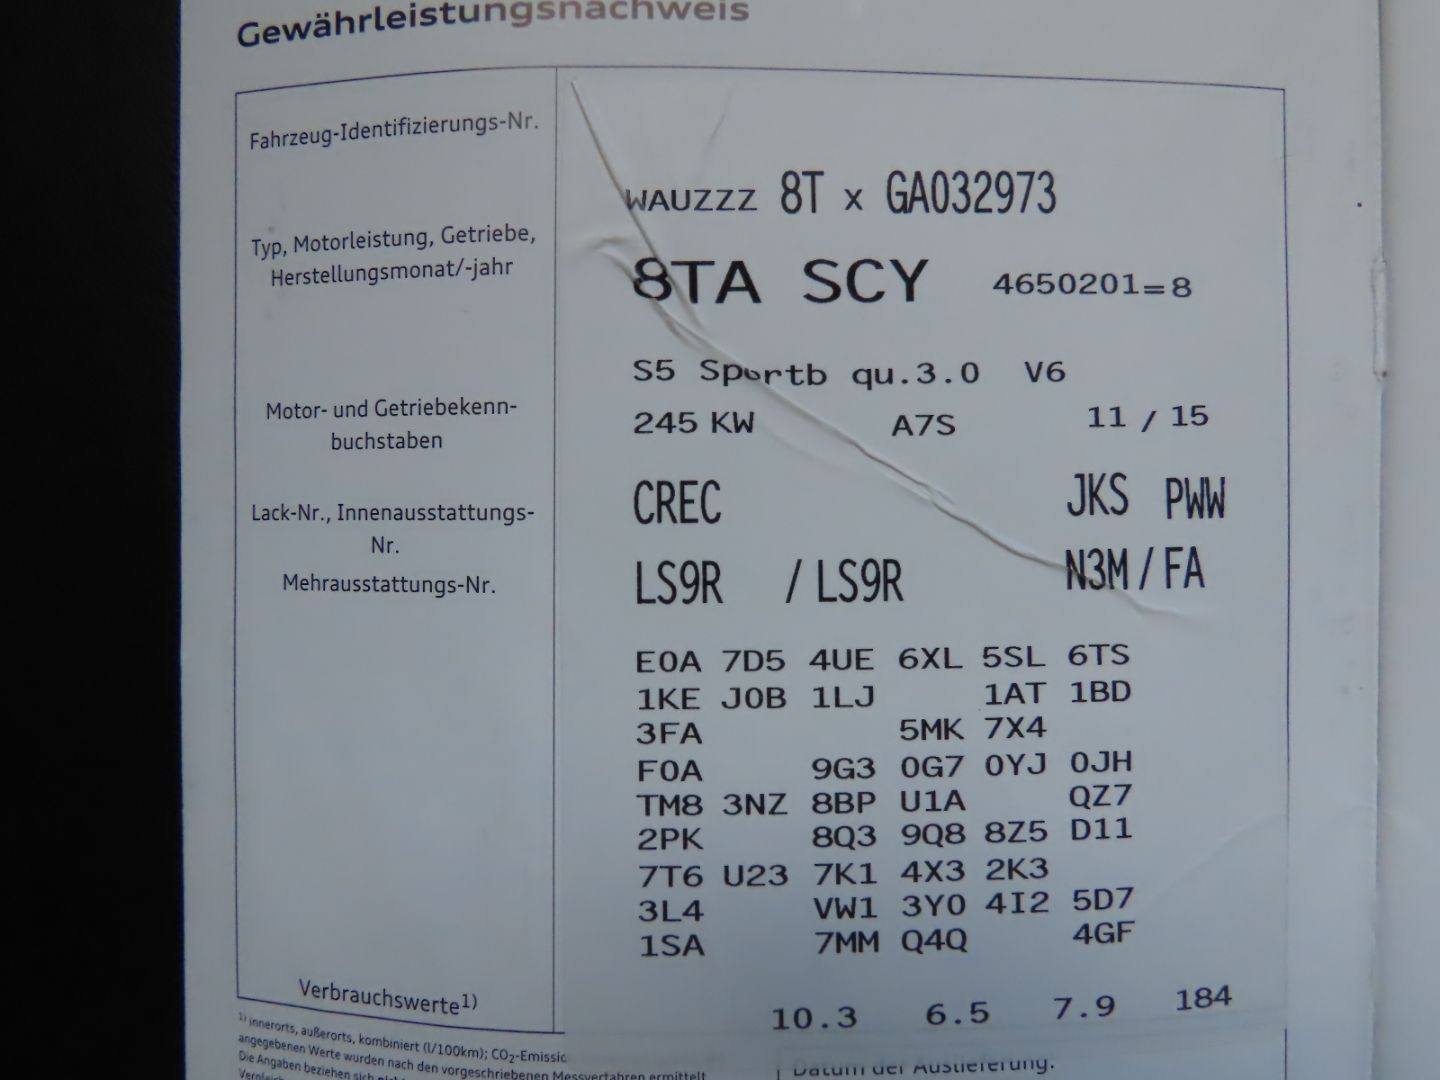 Gewährleistungsnachweis
Fahrzeug-Identifizierungs-Nr.
WAUZZZ 8T x GA032973
Typ, Motorleistung, Getriebe,
Herstellungsmonat/-jahr
8TA SCY 4650201=8
S5 Sportb qu.3.0 V6
245 KW A7S 11 / 15
Motor- und Getriebekenn-
buchstaben
CREC JKS PWW
Lack-Nr., Innenausstattungs-
Nr.
LS9R / LS9R N3M / FA
Mehrausstattungs-Nr.
E0A 7D5 4UE 6XL 5SL 6TS
1KE J0B 1LJ 1AT 1BD
3FA 5MK 7X4
F0A 9G3 0G7 0YJ 0JH
TM8 3NZ 8BP U1A QZ7
2PK 8Q3 9Q8 8Z5 D11
7T6 U23 7K1 4X3 2K3
3L4 VW1 3Y0 4I2 5D7
1SA 7MM Q4Q 4GF
Verbrauchswerte1)
10.3 6.5 7.9 184
1) innerorts, außerorts, kombiniert (l/100km); CO2-Emissio
angegebenen Werte wurden nach den vorgeschriebenen Messverfahren ermittelt
Die Angaben beziehen sich
Datum der Auslieferung: